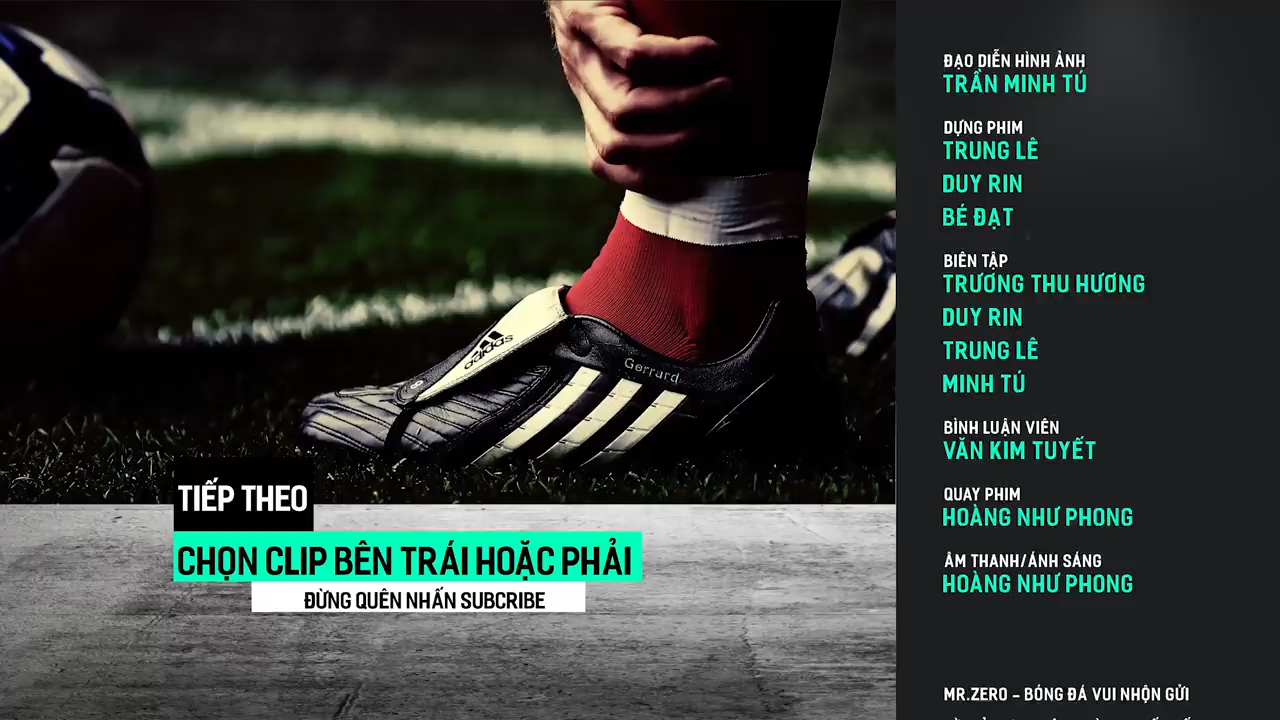 adidas
Gerrard
TIẾP THEO
CHỌN CLIP BÊN TRÁI HOẶC PHẢI
ĐỪNG QUÊN NHẤN SUBCRIBE
ĐẠO DIỄN HÌNH ẢNH
TRẦN MINH TÚ
DỰNG PHIM
TRUNG LÊ
DUY RIN
BÉ ĐẠT
BIÊN TẬP
TRƯƠNG THU HƯƠNG
DUY RIN
TRUNG LÊ
MINH TÚ
BÌNH LUẬN VIÊN
VĂN KIM TUYẾT
QUAY PHIM
HOÀNG NHƯ PHONG
ÂM THANH/ÁNH SÁNG
HOÀNG NHƯ PHONG
MR.ZERO – BÓNG ĐÁ VUI NHỘN GỬI